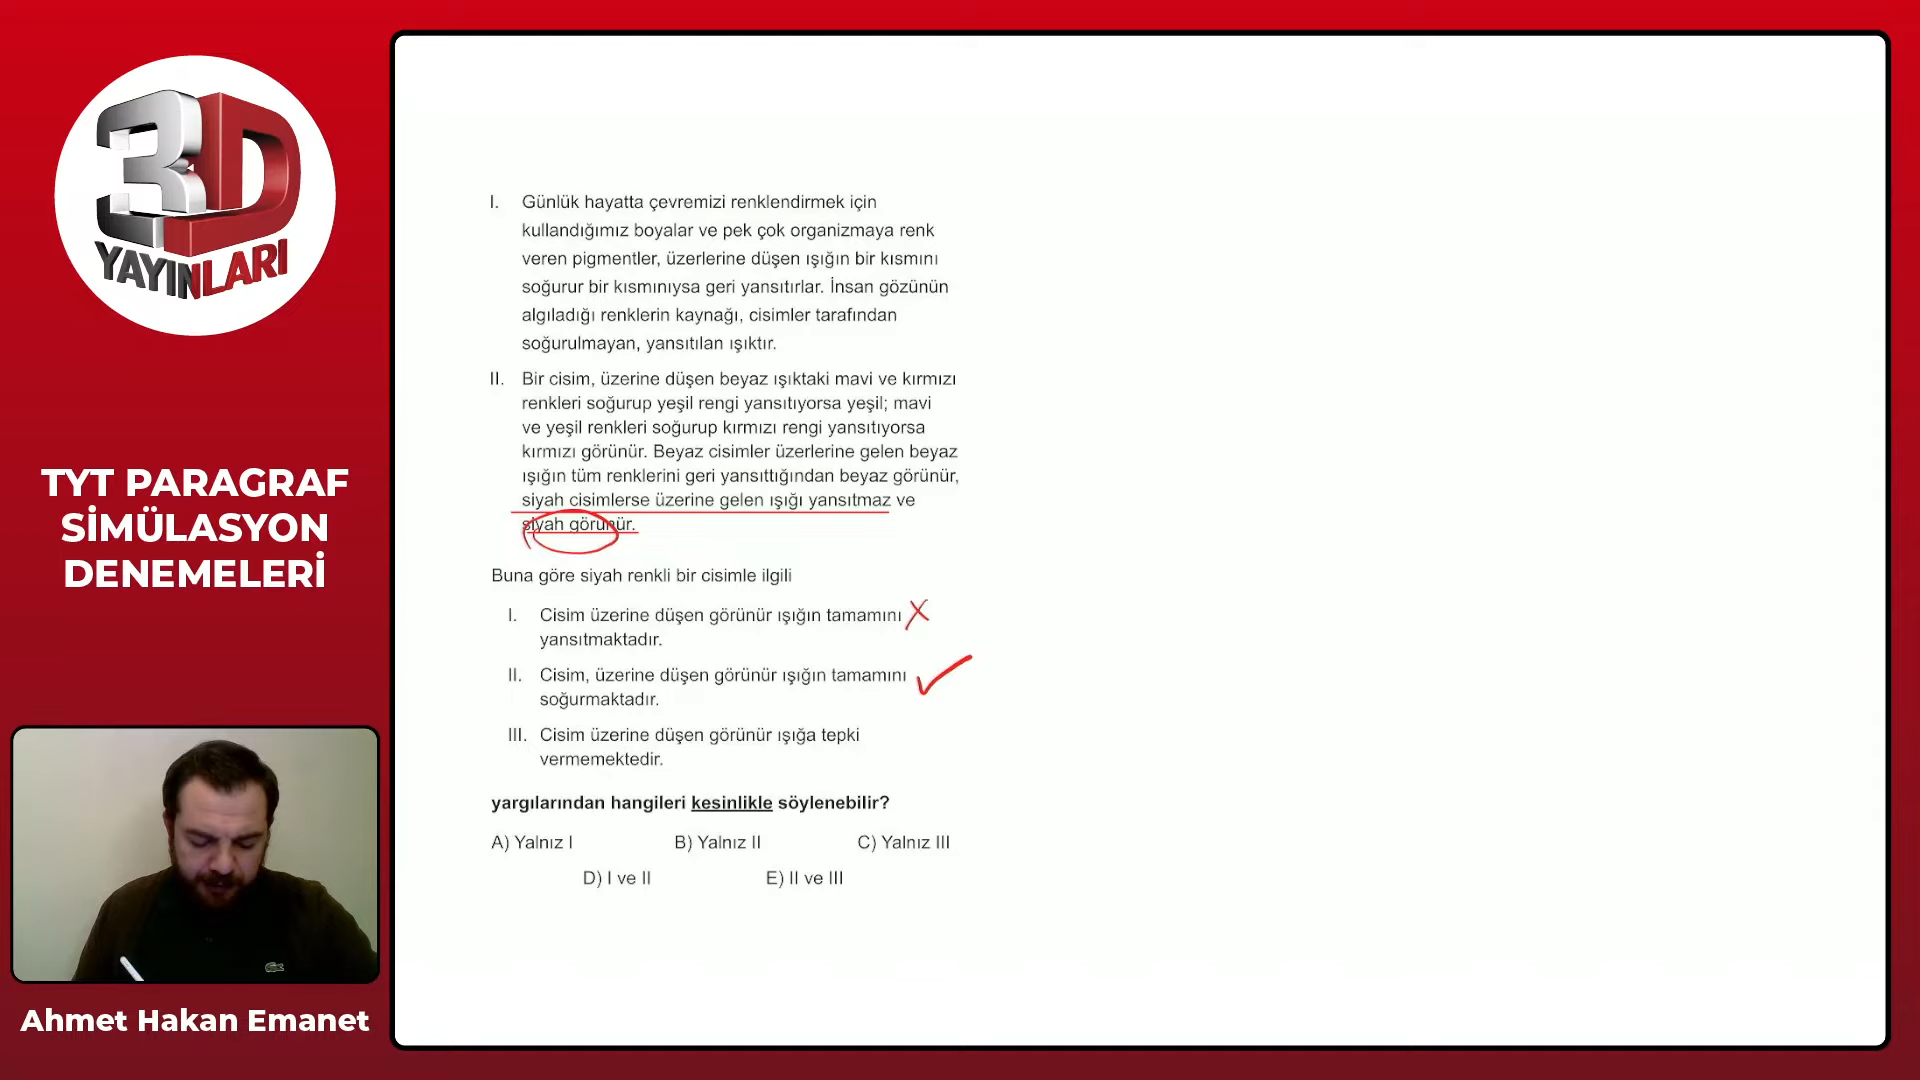 3D
YAYINLARI
TYT PARAGRAF
SİMÜLASYON
DENEMELERİ
Ahmet Hakan Emanet
I. Günlük hayatta çevremizi renklendirmek için
kullandığımız boyalar ve pek çok organizmaya renk
veren pigmentler, üzerlerine düşen ışığın bir kısmını
soğurur bir kısmınıysa geri yansıtırlar. İnsan gözünün
algıladığı renklerin kaynağı, cisimler tarafından
soğurulmayan, yansıtılan ışıktır.
II. Bir cisim, üzerine düşen beyaz ışıktaki mavi ve kırmızı
renkleri soğurup yeşil rengi yansıtıyorsa yeşil; mavi
ve yeşil renkleri soğurup kırmızı rengi yansıtıyorsa
kırmızı görünür. Beyaz cisimler üzerlerine gelen beyaz
ışığın tüm renklerini geri yansıttığından beyaz görünür,
siyah cisimlerse üzerine gelen ışığı yansıtmaz ve
siyah görünür.
Buna göre siyah renkli bir cisimle ilgili
I. Cisim üzerine düşen görünür ışığın tamamını
yansıtmaktadır.
II. Cisim, üzerine düşen görünür ışığın tamamını
soğurmaktadır.
III. Cisim üzerine düşen görünür ışığa tepki
vermemektedir.
yargılarından hangileri kesinlikle söylenebilir?
A) Yalnız I B) Yalnız II C) Yalnız III
D) I ve II E) II ve III